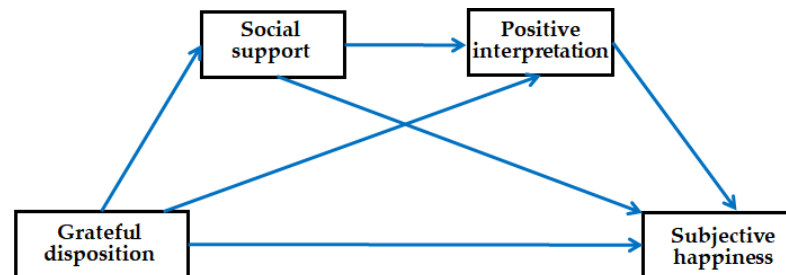 Social
support
Positive
interpretation
Grateful
disposition
Subjective
happiness